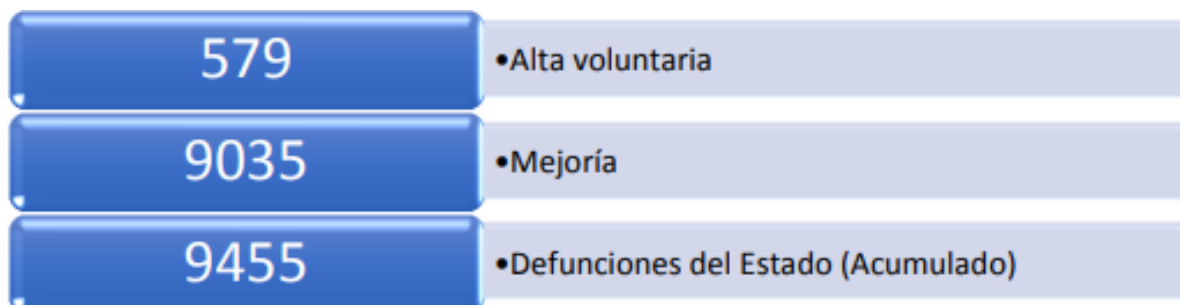 579
•Alta voluntaria
9035
•Mejoría
9455
•Defunciones del Estado (Acumulado)